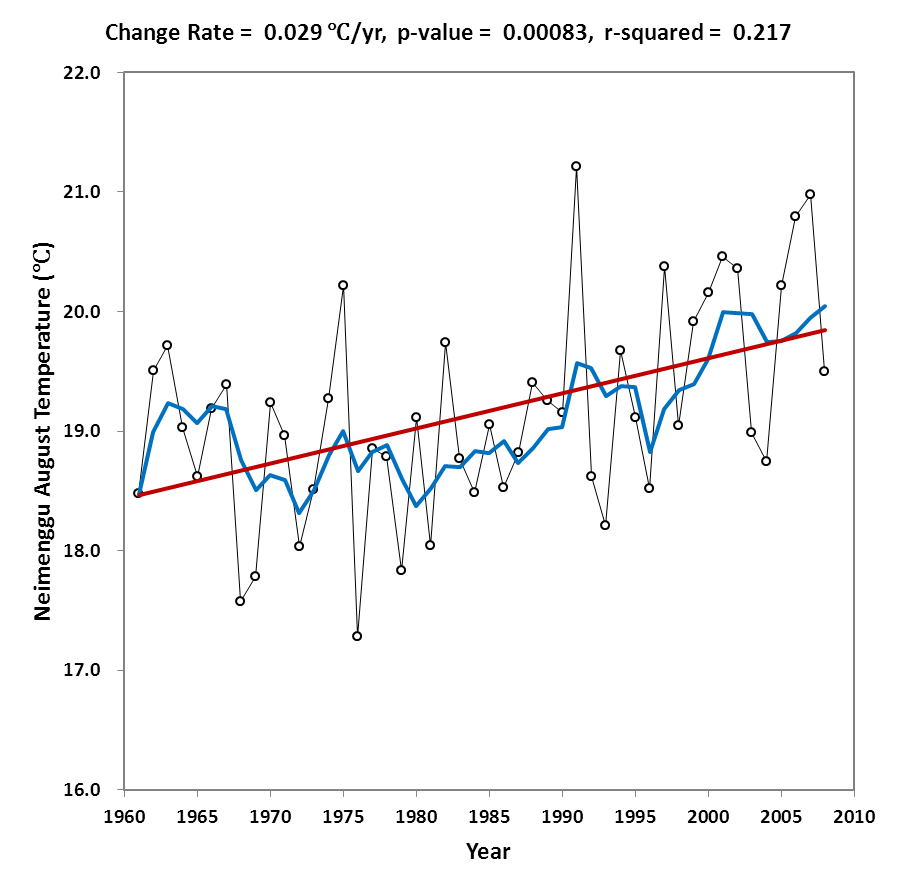 Change Rate = 0.029 ℃/yr, p-value = 0.00083, r-squared = 0.217
22.0
21.0
20.0
19.0
18.0
17.0
16.0
Neimenggu August Temperature (℃)
1960 1965 1970 1975 1980 1985 1990 1995 2000 2005 2010
Year